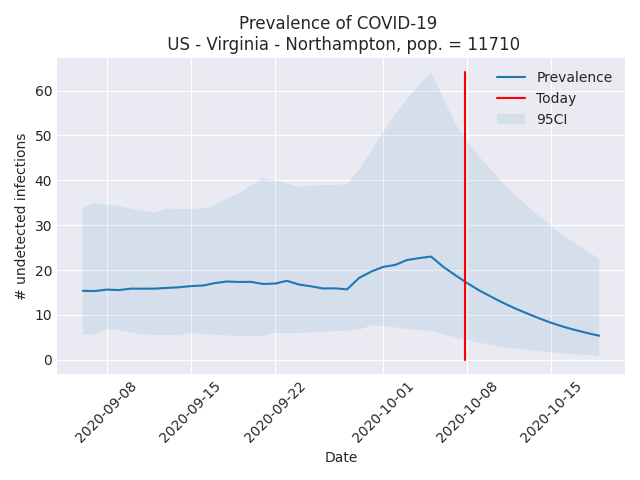 Prevalence of COVID-19
US - Virginia - Northampton, pop. = 11710
Prevalence
Today
95CI
# undetected infections
60
50
40
30
20
10
0
2020-09-08
2020-09-15
2020-09-22
2020-10-01
2020-10-08
2020-10-15
Date